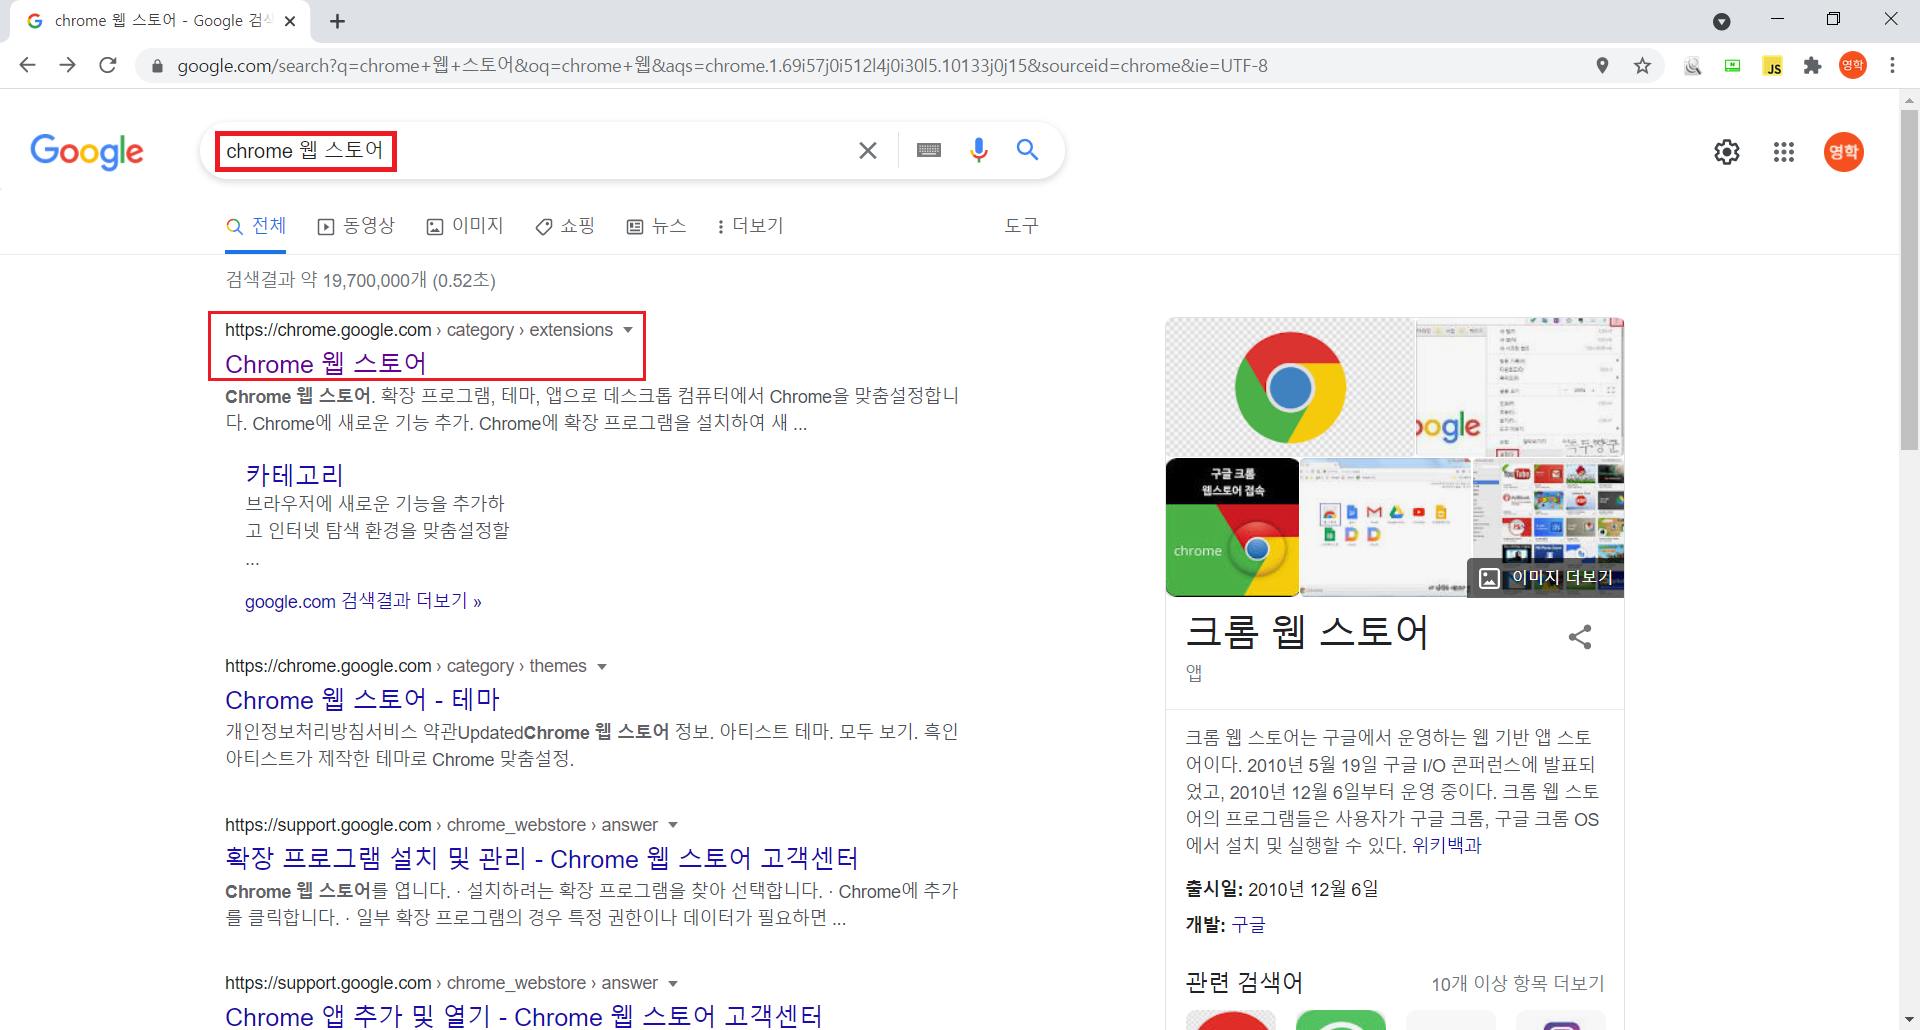 chrome 웹 스토어 - Google 검색
google.com/search?q=chrome+웹+스토어&oq=chrome+웹&aqs=chrome.1.69i57j0i512l4j0i30l5.10133j0j15&sourceid=chrome&ie=UTF-8
JS
영학
Google
chrome 웹 스토어
영학
전체
동영상
이미지
쇼핑
뉴스
더보기
도구
검색결과 약 19,700,000개 (0.52초)
https://chrome.google.com › category › extensions
Chrome 웹 스토어
Chrome 웹 스토어. 확장 프로그램, 테마, 앱으로 데스크톱 컴퓨터에서 Chrome을 맞춤설정합니
다. Chrome에 새로운 기능 추가. Chrome에 확장 프로그램을 설치하여 새 ...
카테고리
브라우저에 새로운 기능을 추가하
고 인터넷 탐색 환경을 맞춤설정할
...
google.com 검색결과 더보기 »
https://chrome.google.com › category › themes
Chrome 웹 스토어 - 테마
개인정보처리방침서비스 약관UpdatedChrome 웹 스토어 정보. 아티스트 테마. 모두 보기. 흑인
아티스트가 제작한 테마로 Chrome 맞춤설정.
https://support.google.com › chrome_webstore › answer
확장 프로그램 설치 및 관리 - Chrome 웹 스토어 고객센터
Chrome 웹 스토어를 엽니다. · 설치하려는 확장 프로그램을 찾아 선택합니다. · Chrome에 추가
를 클릭합니다. · 일부 확장 프로그램의 경우 특정 권한이나 데이터가 필요하면 ...
https://support.google.com › chrome_webstore › answer
Chrome 앱 추가 및 열기 - Chrome 웹 스토어 고객센터
oogle
구글 크롬
웹스토어 접속
chrome
YouTube
이미지 더보기
크롬 웹 스토어
앱
크롬 웹 스토어는 구글에서 운영하는 웹 기반 앱 스토
어이다. 2010년 5월 19일 구글 I/O 콘퍼런스에 발표되
었고, 2010년 12월 6일부터 운영 중이다. 크롬 웹 스토
어의 프로그램들은 사용자가 구글 크롬, 구글 크롬 OS
에서 설치 및 실행할 수 있다. 위키백과
출시일: 2010년 12월 6일
개발: 구글
관련 검색어
10개 이상 항목 더보기